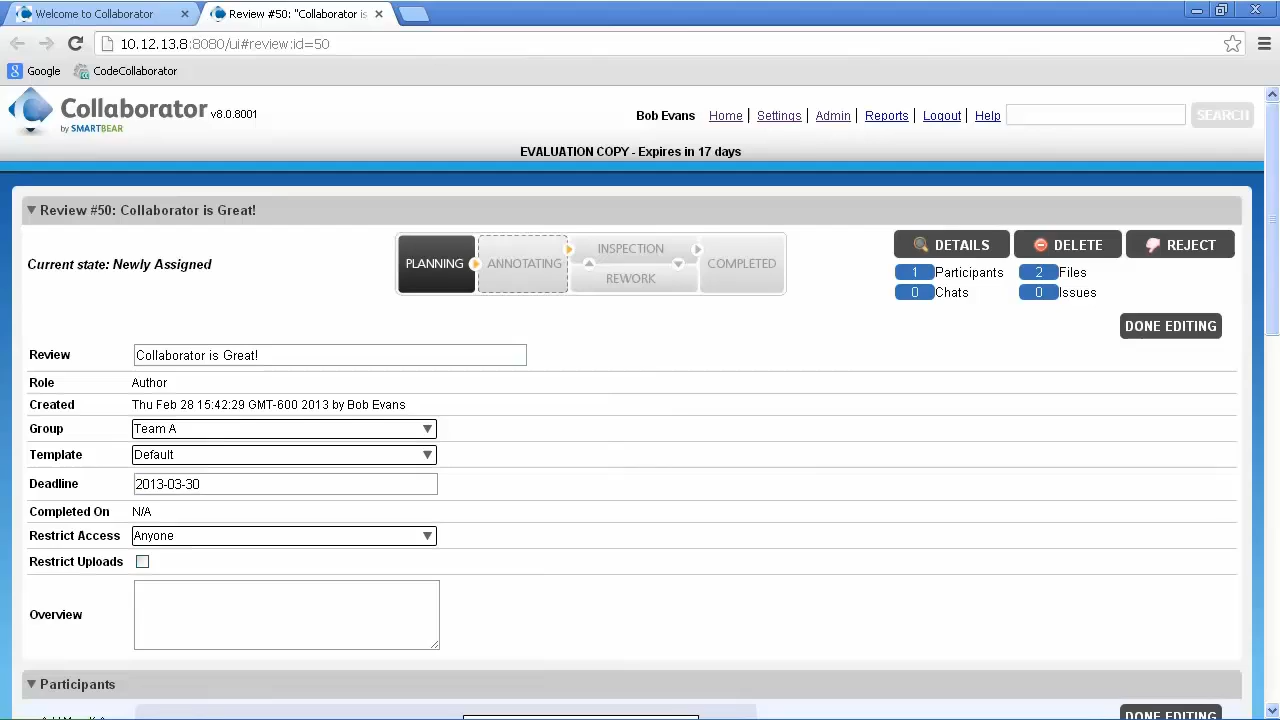 Welcome to Collaborator
Review #50: "Collaborator is
10.12.13.8:8080/ui#review:id=50
Google
CodeCollaborator
Collaborator v8.0.8001
by SMARTBEAR
Bob Evans Home | Settings | Admin | Reports | Logout | Help
SEARCH
EVALUATION COPY - Expires in 17 days
Review #50: Collaborator is Great!
Current state: Newly Assigned
PLANNING
ANNOTATING
INSPECTION
REWORK
COMPLETED
DETAILS
DELETE
REJECT
1 Participants
2 Files
0 Chats
0 Issues
DONE EDITING
Review Collaborator is Great!
Role Author
Created Thu Feb 28 15:42:29 GMT-600 2013 by Bob Evans
Group Team A
Template Default
Deadline 2013-03-30
Completed On N/A
Restrict Access Anyone
Restrict Uploads
Overview
Participants
DONE EDITING